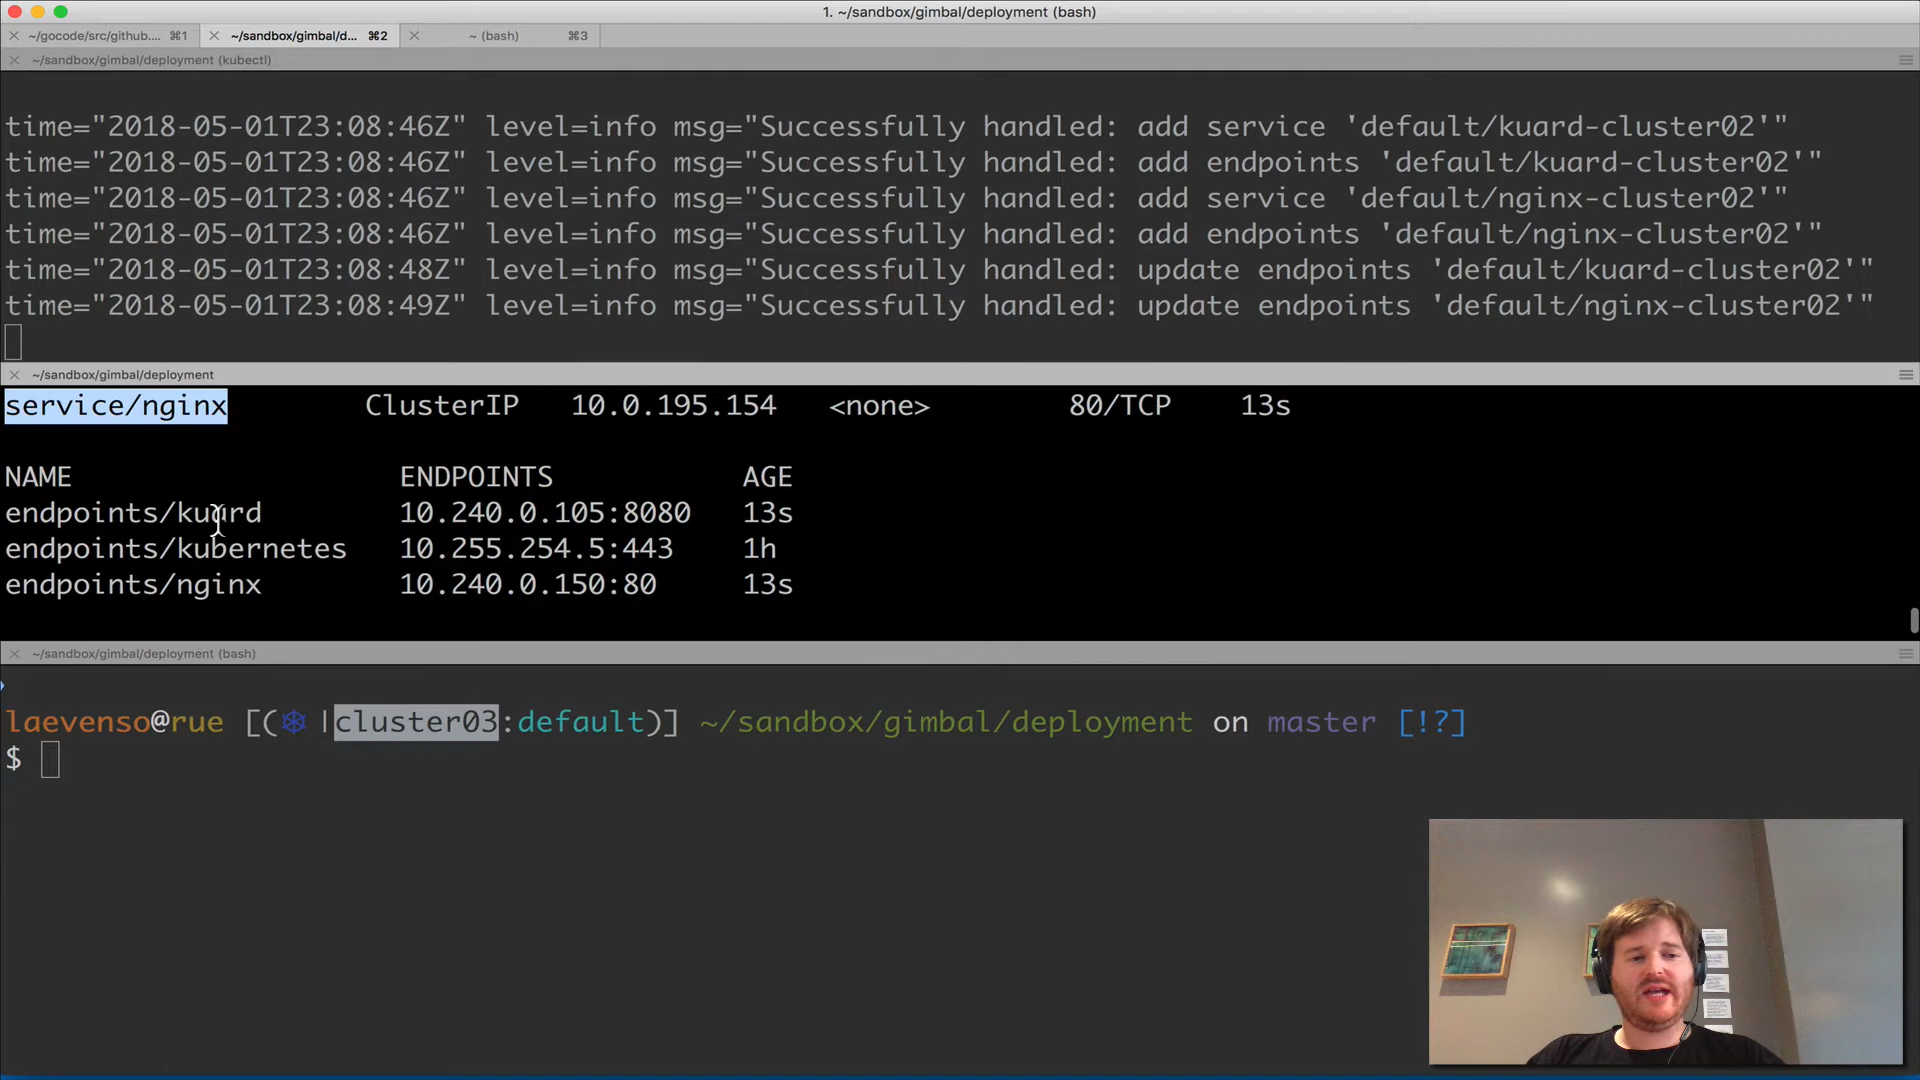 1. ~/sandbox/gimbal/deployment (bash)
~/gocode/src/github.... ⌘1
~/sandbox/gimbal/d... ⌘2
~ (bash) ⌘3
~/sandbox/gimbal/deployment (kubectl)
time="2018-05-01T23:08:46Z" level=info msg="Successfully handled: add service 'default/kuard-cluster02'"
time="2018-05-01T23:08:46Z" level=info msg="Successfully handled: add endpoints 'default/kuard-cluster02'"
time="2018-05-01T23:08:46Z" level=info msg="Successfully handled: add service 'default/nginx-cluster02'"
time="2018-05-01T23:08:46Z" level=info msg="Successfully handled: add endpoints 'default/nginx-cluster02'"
time="2018-05-01T23:08:48Z" level=info msg="Successfully handled: update endpoints 'default/kuard-cluster02'"
time="2018-05-01T23:08:49Z" level=info msg="Successfully handled: update endpoints 'default/nginx-cluster02'"
~/sandbox/gimbal/deployment
service/nginx ClusterIP 10.0.195.154 <none> 80/TCP 13s
NAME ENDPOINTS AGE
endpoints/kuard 10.240.0.105:8080 13s
endpoints/kubernetes 10.255.254.5:443 1h
endpoints/nginx 10.240.0.150:80 13s
~/sandbox/gimbal/deployment (bash)
laevenso@rue [(⎈ |cluster03:default)] ~/sandbox/gimbal/deployment on master [!?]
$